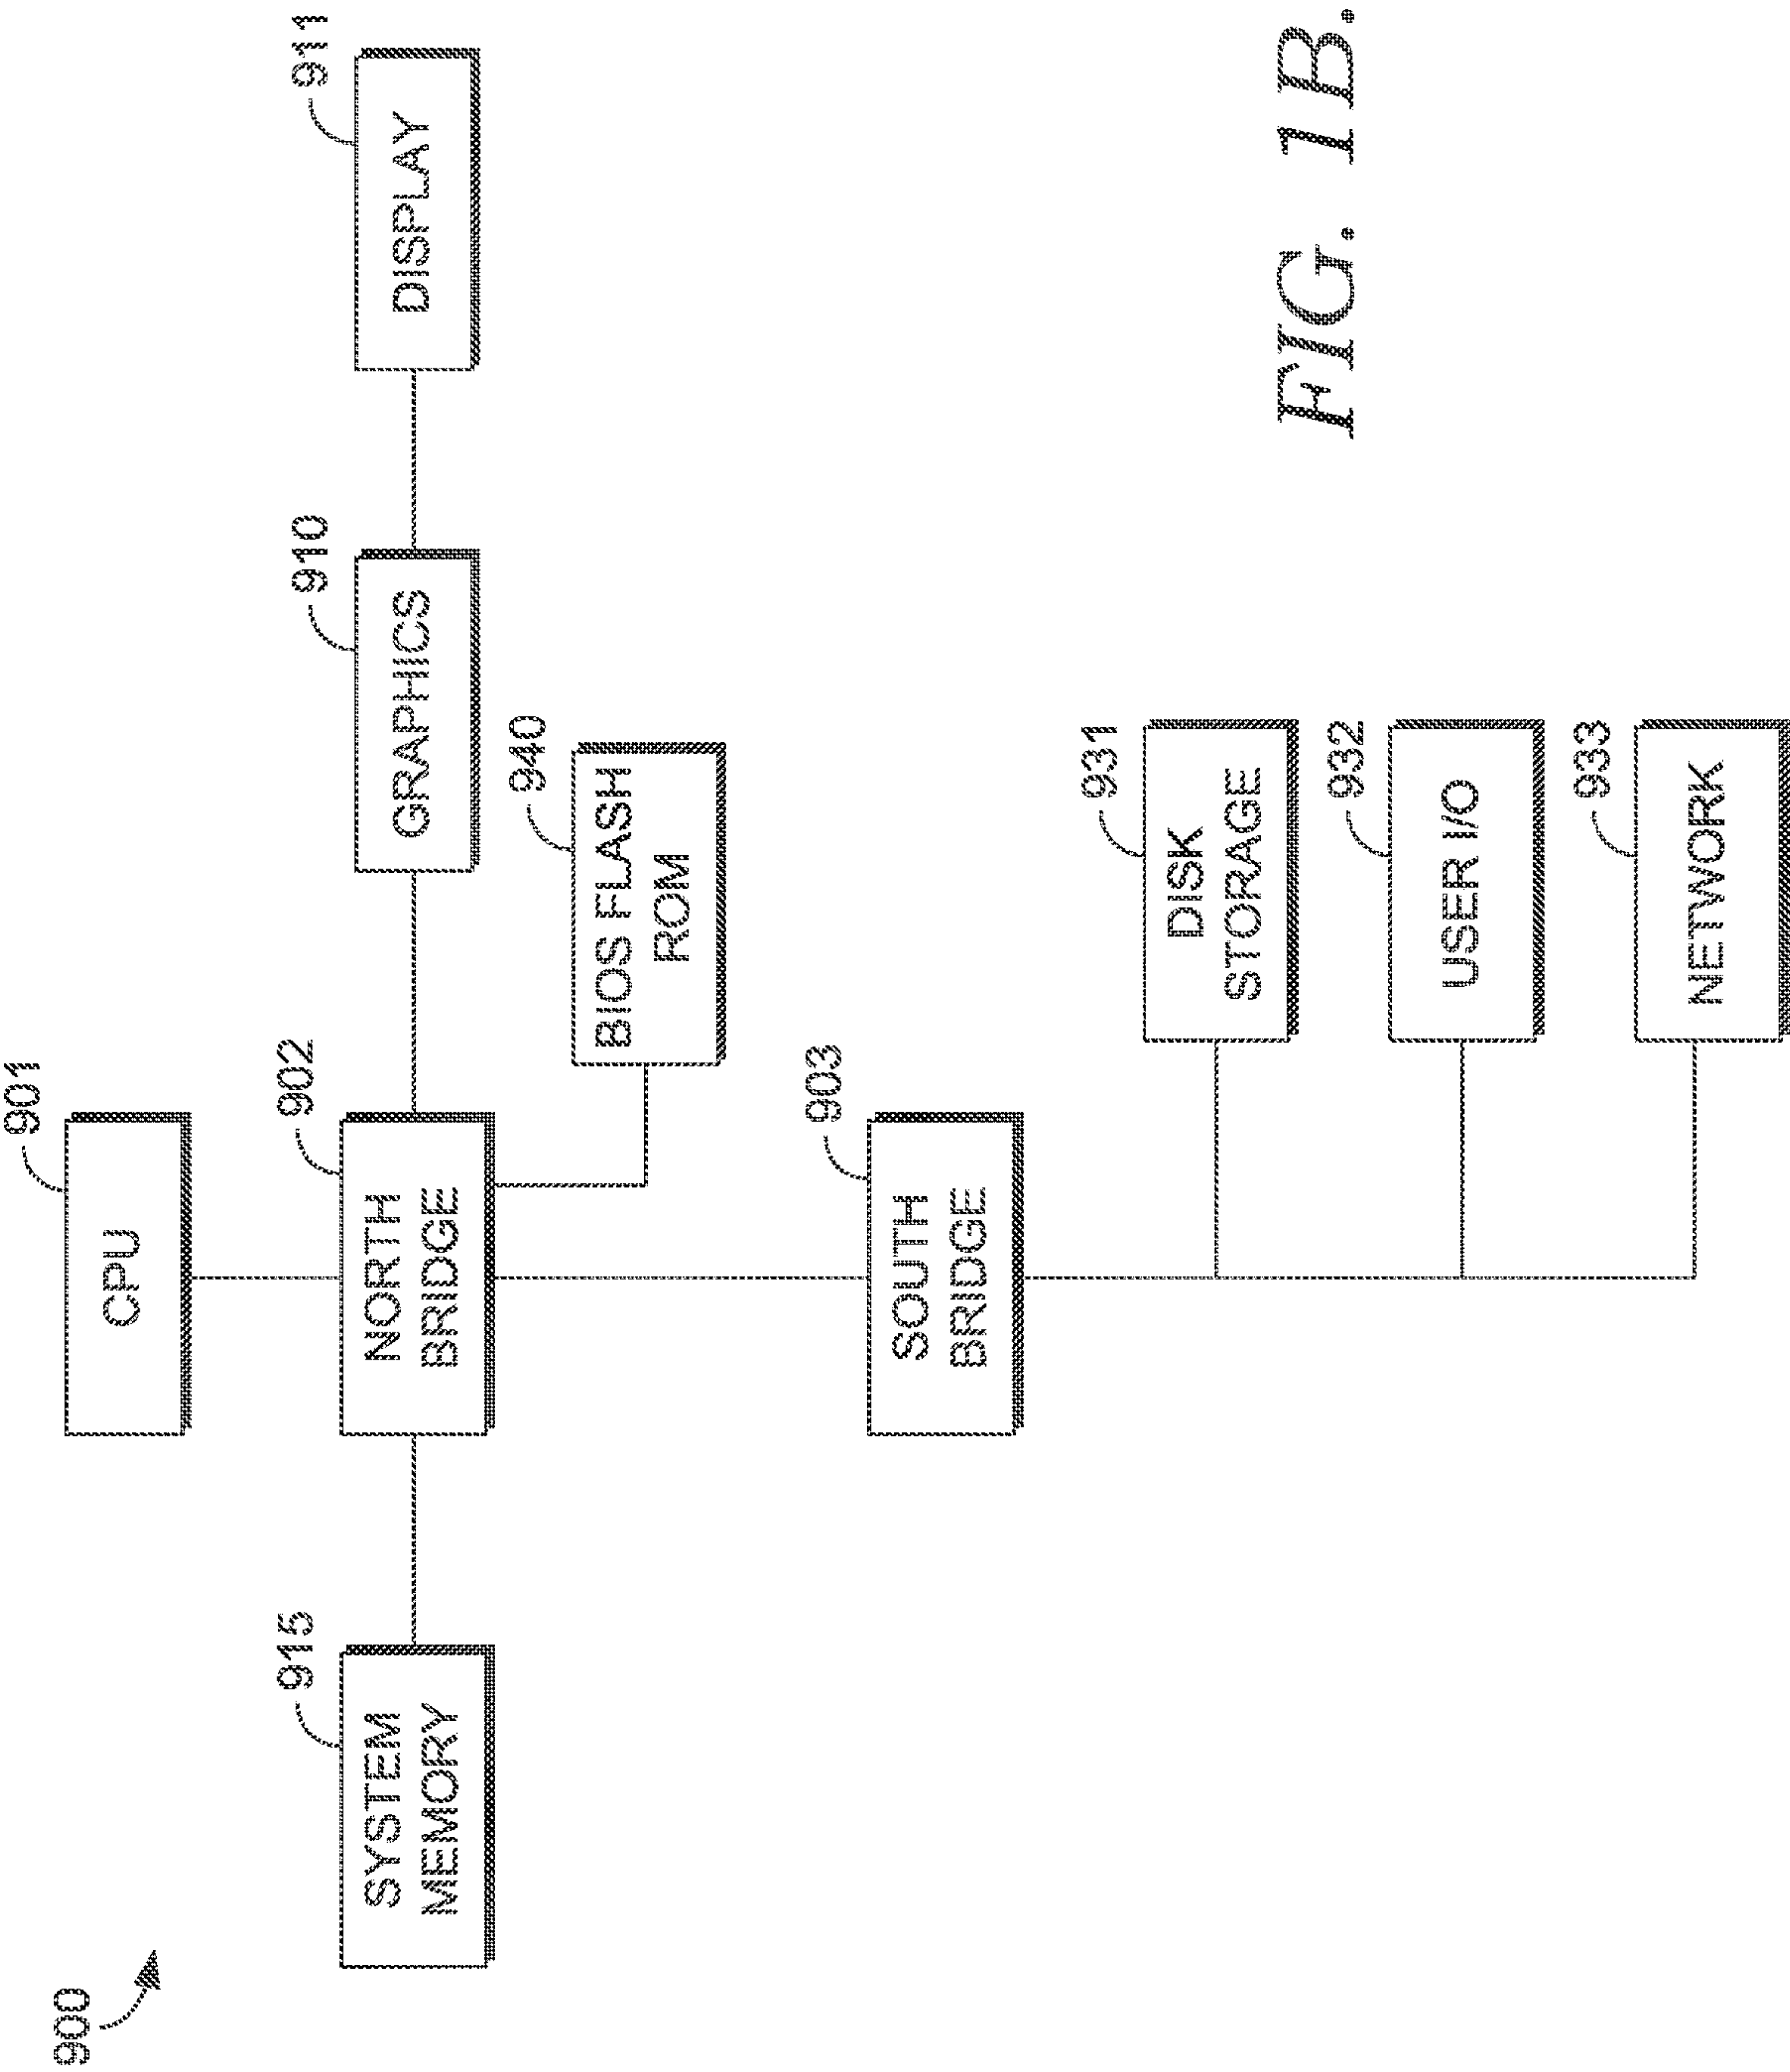 900
901
CPU
915
SYSTEM
MEMORY
902
NORTH
BRIDGE
910
GRAPHICS
911
DISPLAY
940
BIOS FLASH
ROM
903
SOUTH
BRIDGE
931
DISK
STORAGE
932
USER I/O
933
NETWORK
FIG. 1B.